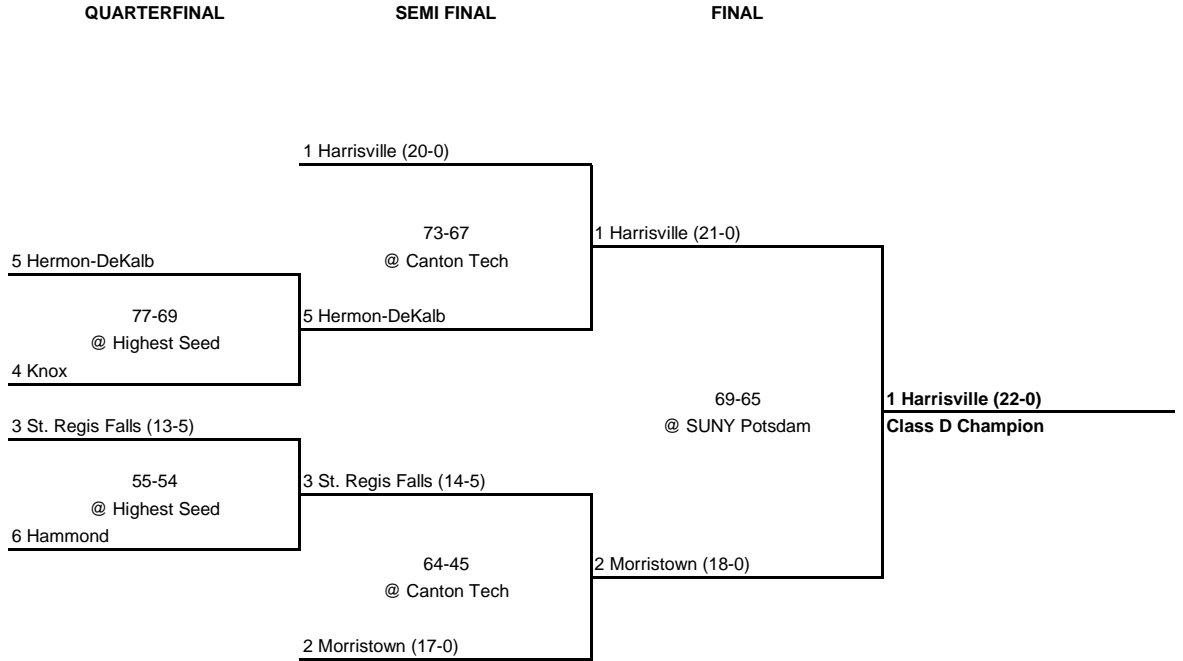 QUARTERFINAL
SEMI FINAL
FINAL
1 Harrisville (20-0)
73-67
@ Canton Tech
1 Harrisville (21-0)
5 Hermon-DeKalb
77-69
@ Highest Seed
5 Hermon-DeKalb
4 Knox
69-65
@ SUNY Potsdam
1 Harrisville (22-0)
Class D Champion
3 St. Regis Falls (13-5)
55-54
@ Highest Seed
3 St. Regis Falls (14-5)
6 Hammond
64-45
@ Canton Tech
2 Morristown (18-0)
2 Morristown (17-0)